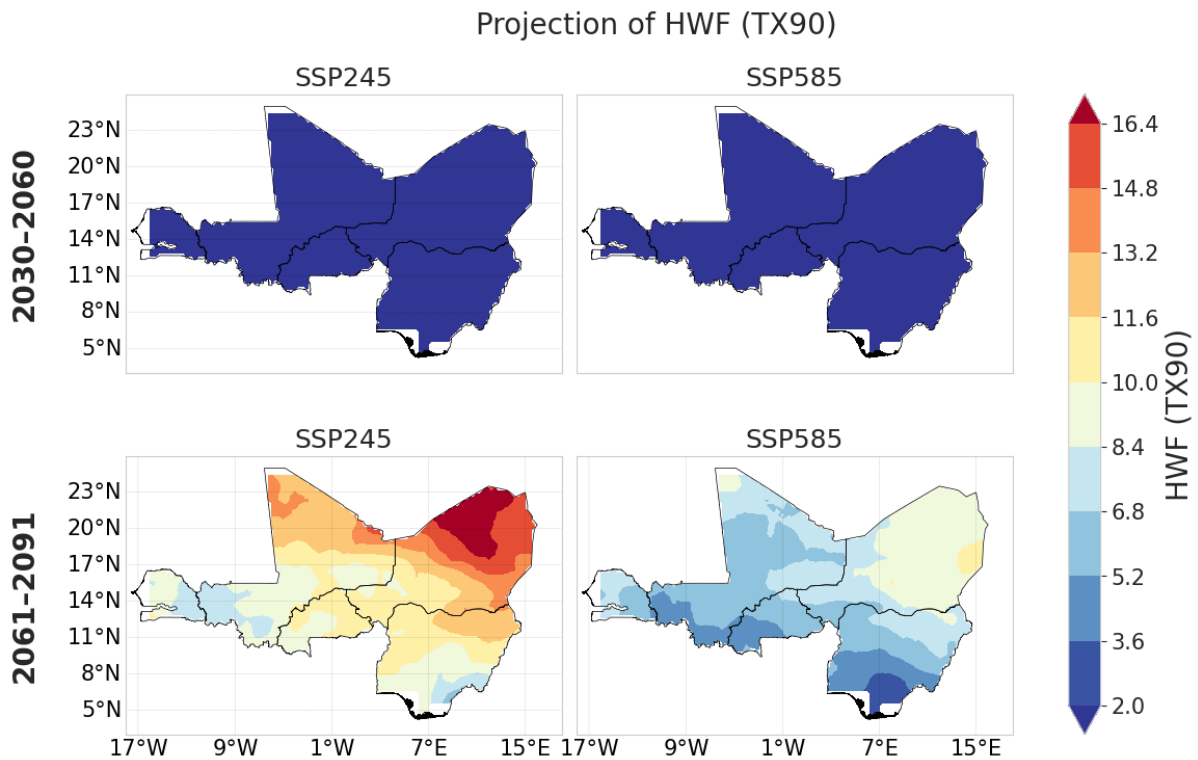 Projection of HWF (TX90)
SSP245
SSP585
2030–2060
23°N
20°N
17°N
14°N
11°N
8°N
5°N
SSP245
SSP585
2061–2091
23°N
20°N
17°N
14°N
11°N
8°N
5°N
17°W
9°W
1°W
7°E
15°E
17°W
9°W
1°W
7°E
15°E
16.4
14.8
13.2
11.6
10.0
8.4
6.8
5.2
3.6
2.0
HWF (TX90)